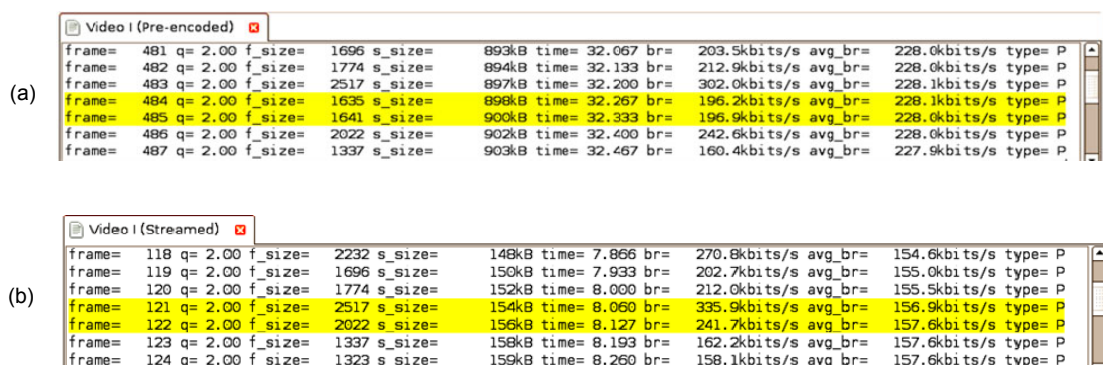 Video I (Pre-encoded)
(a)
frame= 481 q= 2.00 f_size= 1696 s_size= 893kB time= 32.067 br= 203.5kbits/s avg_br= 228.0kbits/s type= P
frame= 482 q= 2.00 f_size= 1774 s_size= 894kB time= 32.133 br= 212.9kbits/s avg_br= 228.0kbits/s type= P
frame= 483 q= 2.00 f_size= 2517 s_size= 897kB time= 32.200 br= 302.0kbits/s avg_br= 228.1kbits/s type= P
frame= 484 q= 2.00 f_size= 1635 s_size= 898kB time= 32.267 br= 196.2kbits/s avg_br= 228.1kbits/s type= P
frame= 485 q= 2.00 f_size= 1641 s_size= 900kB time= 32.333 br= 196.9kbits/s avg_br= 228.0kbits/s type= P
frame= 486 q= 2.00 f_size= 2022 s_size= 902kB time= 32.400 br= 242.6kbits/s avg_br= 228.0kbits/s type= P
frame= 487 q= 2.00 f_size= 1337 s_size= 903kB time= 32.467 br= 160.4kbits/s avg_br= 227.9kbits/s type= P
Video I (Streamed)
(b)
frame= 118 q= 2.00 f_size= 2232 s_size= 148kB time= 7.866 br= 270.8kbits/s avg_br= 154.6kbits/s type= P
frame= 119 q= 2.00 f_size= 1696 s_size= 150kB time= 7.933 br= 202.7kbits/s avg_br= 155.0kbits/s type= P
frame= 120 q= 2.00 f_size= 1774 s_size= 152kB time= 8.000 br= 212.0kbits/s avg_br= 155.5kbits/s type= P
frame= 121 q= 2.00 f_size= 2517 s_size= 154kB time= 8.060 br= 335.9kbits/s avg_br= 156.9kbits/s type= P
frame= 122 q= 2.00 f_size= 2022 s_size= 156kB time= 8.127 br= 241.7kbits/s avg_br= 157.6kbits/s type= P
frame= 123 q= 2.00 f_size= 1337 s_size= 158kB time= 8.193 br= 162.2kbits/s avg_br= 157.6kbits/s type= P
frame= 124 q= 2.00 f_size= 1323 s_size= 159kB time= 8.260 br= 158.1kbits/s avg_br= 157.6kbits/s type= P